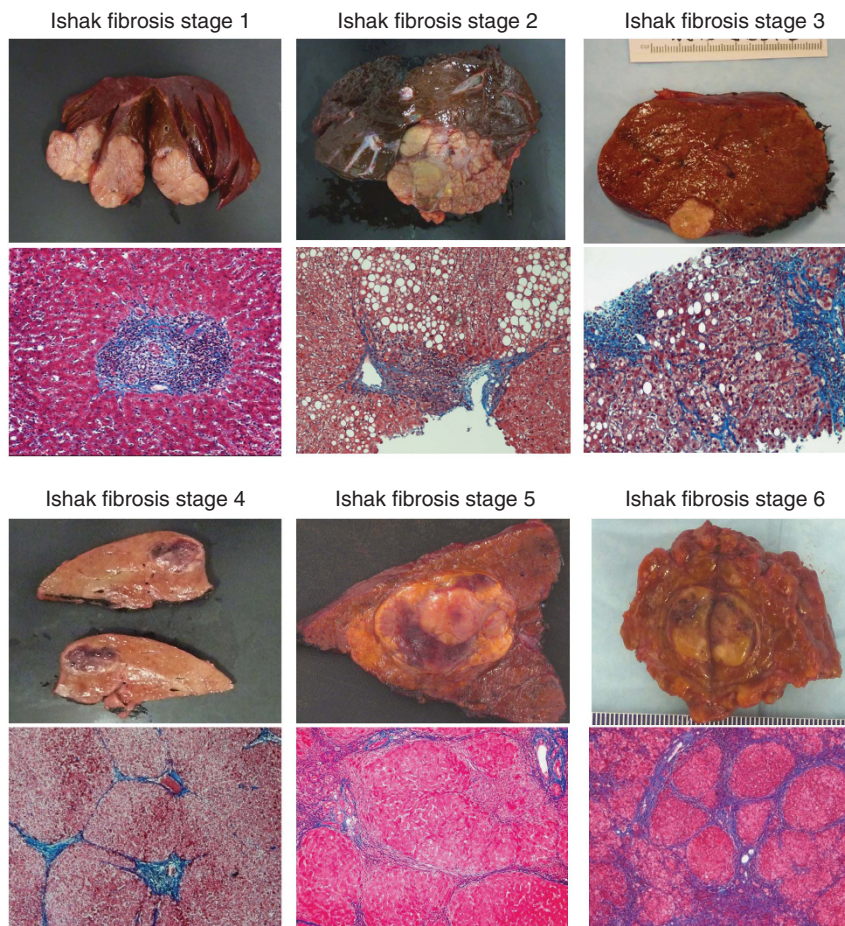 Ishak fibrosis stage 1
Ishak fibrosis stage 2
Ishak fibrosis stage 3
Ishak fibrosis stage 4
Ishak fibrosis stage 5
Ishak fibrosis stage 6